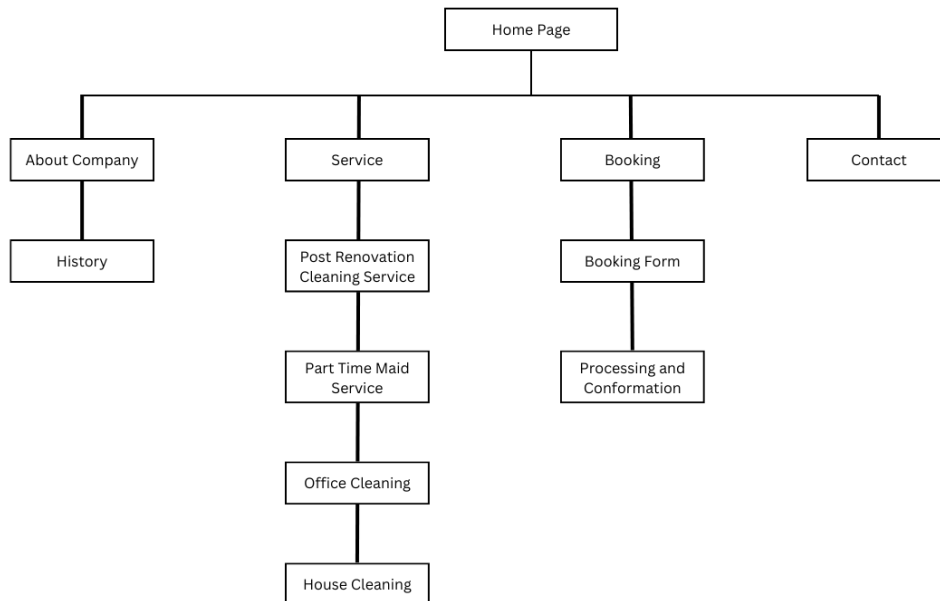 Home Page
About Company
Service
Booking
Contact
History
Post Renovation
Cleaning Service
Booking Form
Part Time Maid
Service
Processing and
Conformation
Office Cleaning
House Cleaning